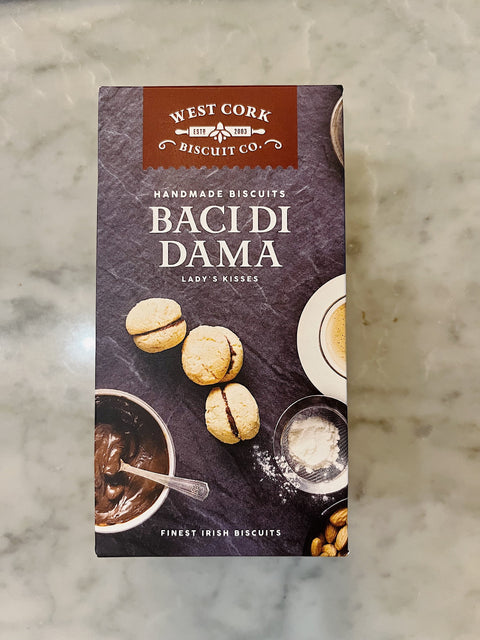 WEST CORK
ESTD 2003
BISCUIT CO.
HANDMADE BISCUITS
BACI DI
DAMA
LADY'S KISSES
FINEST IRISH BISCUITS